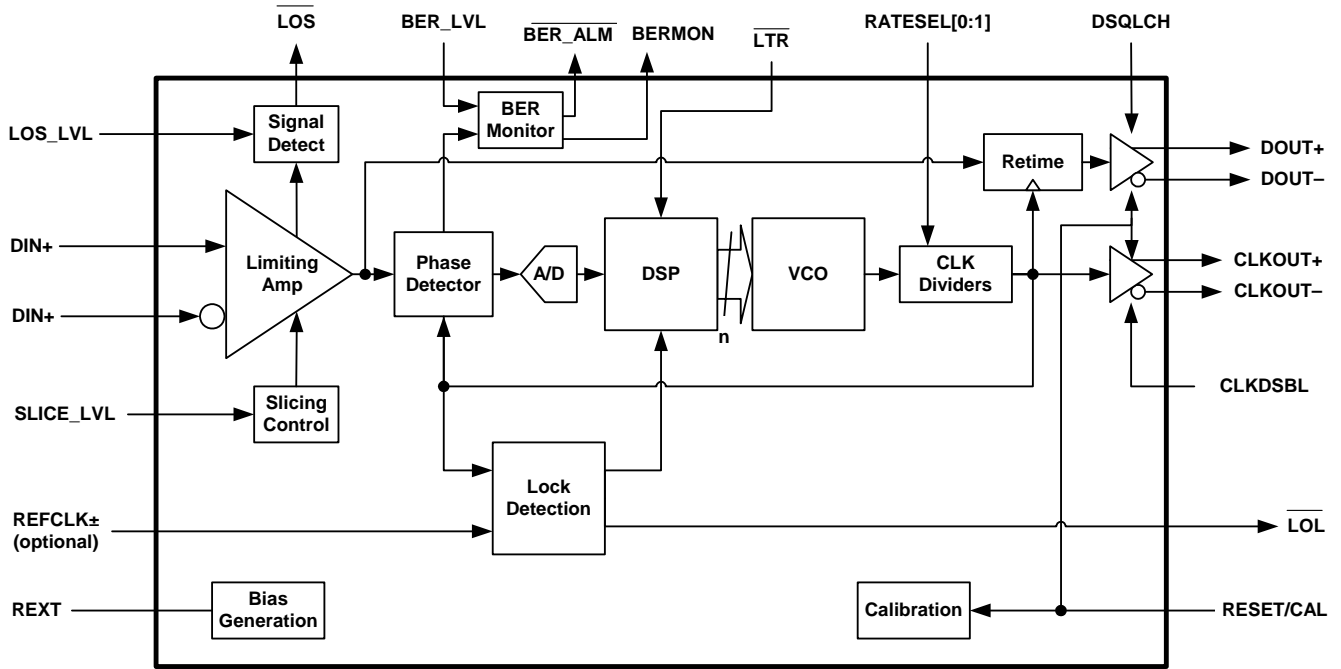 LOS
BER_LVL
BER_ALM
BERMON
LTR
RATESEL[0:1]
DSQLCH
LOS_LVL
Signal
Detect
BER
Monitor
Retime
DOUT+
DOUT–
DIN+
Limiting
Amp
Phase
Detector
A/D
DSP
n
VCO
CLK
Dividers
CLKOUT+
CLKOUT–
DIN+
SLICE_LVL
Slicing
Control
CLKDSBL
Lock
Detection
REFCLK±
(optional)
LOL
REXT
Bias
Generation
Calibration
RESET/CAL